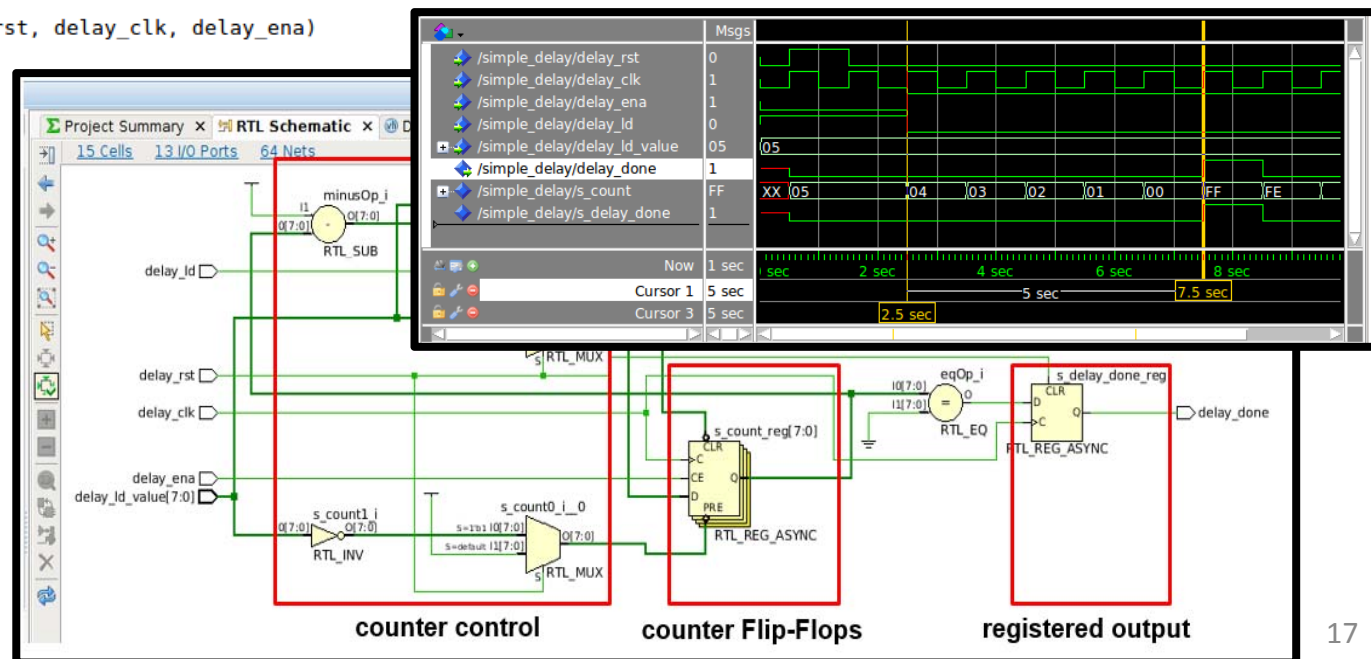 rst, delay_clk, delay_ena)
Msgs
/simple_delay/delay_rst 0
/simple_delay/delay_clk 1
/simple_delay/delay_ena 1
/simple_delay/delay_ld 0
/simple_delay/delay_ld_value 05 05
/simple_delay/delay_done 1
/simple_delay/s_count FF XX 05 04 03 02 01 00 FF FE
/simple_delay/s_delay_done 1
Now 1 sec sec 2 sec 4 sec 6 sec 8 sec
Cursor 1 5 sec 5 sec 7.5 sec
Cursor 3 5 sec 2.5 sec
Σ Project Summary × RTL Schematic × D
15 Cells 13 I/O Ports 64 Nets
minusOp_i
I1
0[7:0] - O[7:0]
RTL_SUB
delay_ld
S RTL_MUX
delay_rst
delay_clk
delay_ena
delay_ld_value[7:0]
s_count1_i
0[7:0] O[7:0]
RTL_INV
s_count0_i__0
S=1'b1 I0[7:0]
S=default I1[7:0]
O[7:0]
S RTL_MUX
s_count_reg[7:0]
CLR
C
CE Q
D
PRE
RTL_REG_ASYNC
eqOp_i
I0[7:0]
I1[7:0] = O
RTL_EQ
s_delay_done_reg
CLR
D
C Q
RTL_REG_ASYNC
delay_done
counter control counter Flip-Flops registered output
17